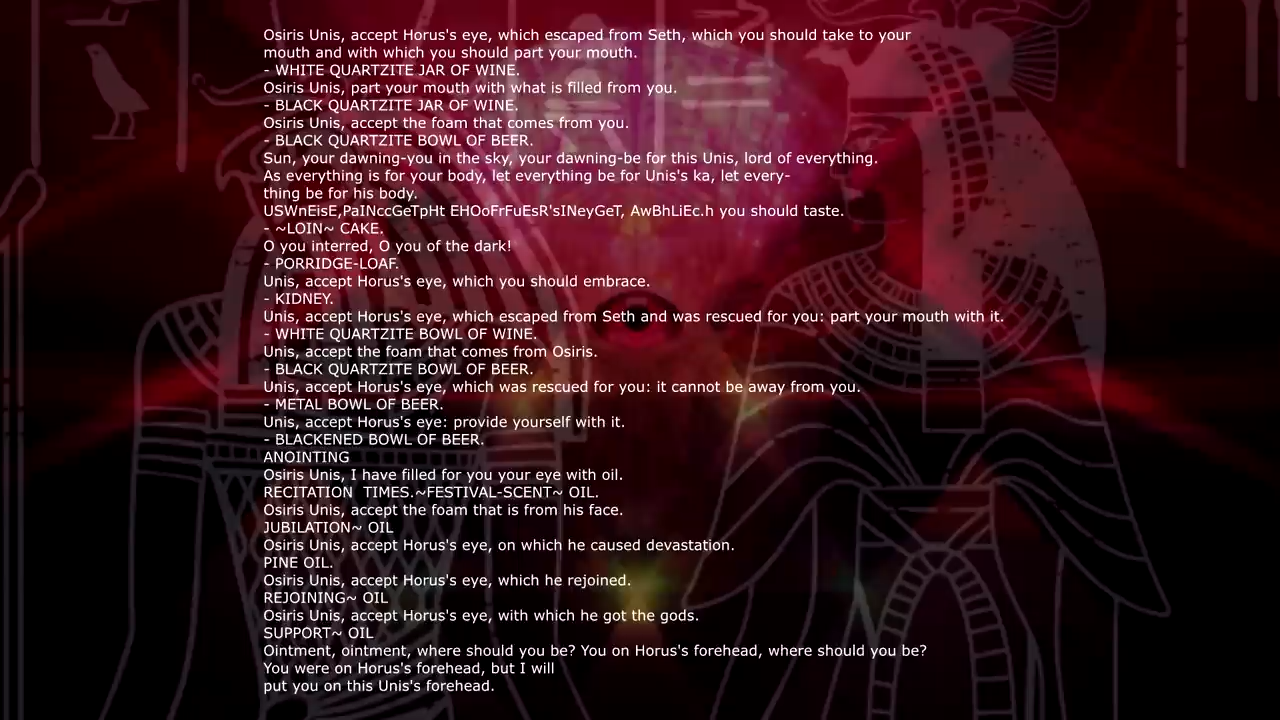 Osiris Unis, accept Horus's eye, which escaped from Seth, which you should take to your
mouth and with which you should part your mouth.
- WHITE QUARTZITE JAR OF WINE.
Osiris Unis, part your mouth with what is filled from you.
- BLACK QUARTZITE JAR OF WINE.
Osiris Unis, accept the foam that comes from you.
- BLACK QUARTZITE BOWL OF BEER.
Sun, your dawning-you in the sky, your dawning-be for this Unis, lord of everything.
As everything is for your body, let everything be for Unis's ka, let every-
thing be for his body.
USWnEisE,PaINccGeTpHt EHOoFrFuEsR'sINeyGeT, AwBhLiEc.h you should taste.
- ~LOIN~ CAKE.
O you interred, O you of the dark!
- PORRIDGE-LOAF.
Unis, accept Horus's eye, which you should embrace.
- KIDNEY.
Unis, accept Horus's eye, which escaped from Seth and was rescued for you: part your mouth with it.
- WHITE QUARTZITE BOWL OF WINE.
Unis, accept the foam that comes from Osiris.
- BLACK QUARTZITE BOWL OF BEER.
Unis, accept Horus's eye, which was rescued for you: it cannot be away from you.
- METAL BOWL OF BEER.
Unis, accept Horus's eye: provide yourself with it.
- BLACKENED BOWL OF BEER.
ANOINTING
Osiris Unis, I have filled for you your eye with oil.
RECITATION  TIMES.~FESTIVAL-SCENT~ OIL.
Osiris Unis, accept the foam that is from his face.
JUBILATION~ OIL
Osiris Unis, accept Horus's eye, on which he caused devastation.
PINE OIL.
Osiris Unis, accept Horus's eye, which he rejoined.
REJOINING~ OIL
Osiris Unis, accept Horus's eye, with which he got the gods.
SUPPORT~ OIL
Ointment, ointment, where should you be? You on Horus's forehead, where should you be?
You were on Horus's forehead, but I will
put you on this Unis's forehead.